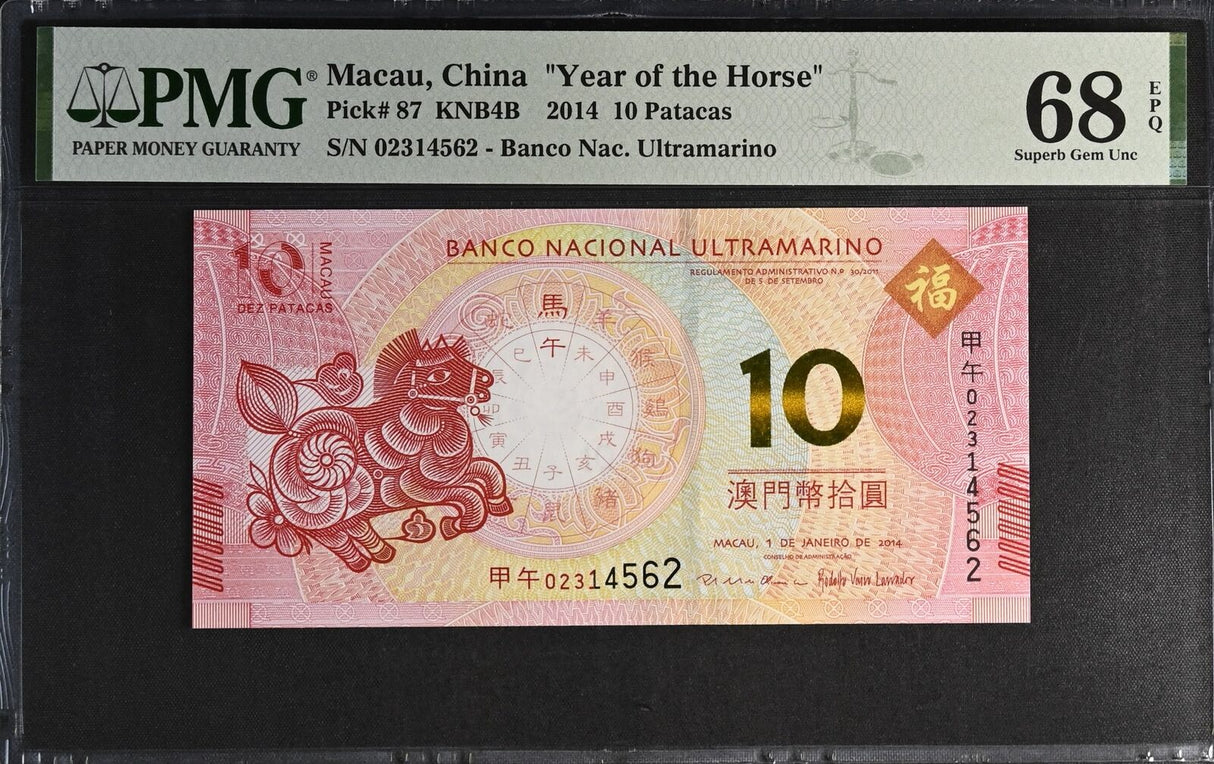 PMG®
PAPER MONEY GUARANTY
Macau, China "Year of the Horse"
Pick# 87 KNB4B 2014 10 Patacas
S/N 02314562 - Banco Nac. Ultramarino
68
EPQ
Superb Gem Unc
10
MACAU
DEZ PATACAS
BANCO NACIONAL ULTRAMARINO
REGULAMENTO ADMINISTRATIVO N.º 30/2011
DE 5 DE SETEMBRO
福
馬
羊
猴
鷄
狗
豬
鼠
蛇
午
未
申
酉
戌
亥
子
丑
寅
卯
辰
巳
10
澳門幣拾圓
MACAU, 1 DE JANEIRO DE 2014
CONSELHO DE ADMINISTRAÇÃO
甲午02314562
甲午02314562